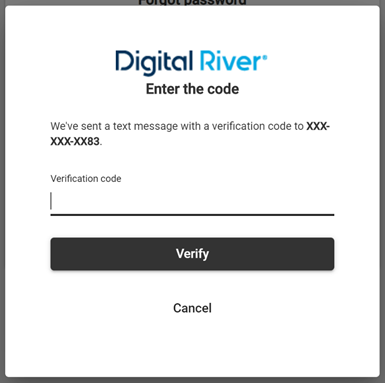 Forgot password
Digital River
Enter the code
We've sent a text message with a verification code to XXX-
XXX-XX83.
Verification code
Verify
Cancel